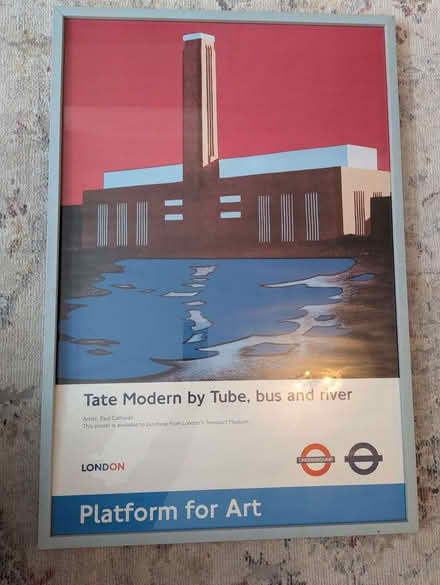 Tate Modern by Tube, bus and river
Artist: Paul Catherall
This poster is available to purchase from London's Transport Museum
LONDON
UNDERGROUND
Platform for Art